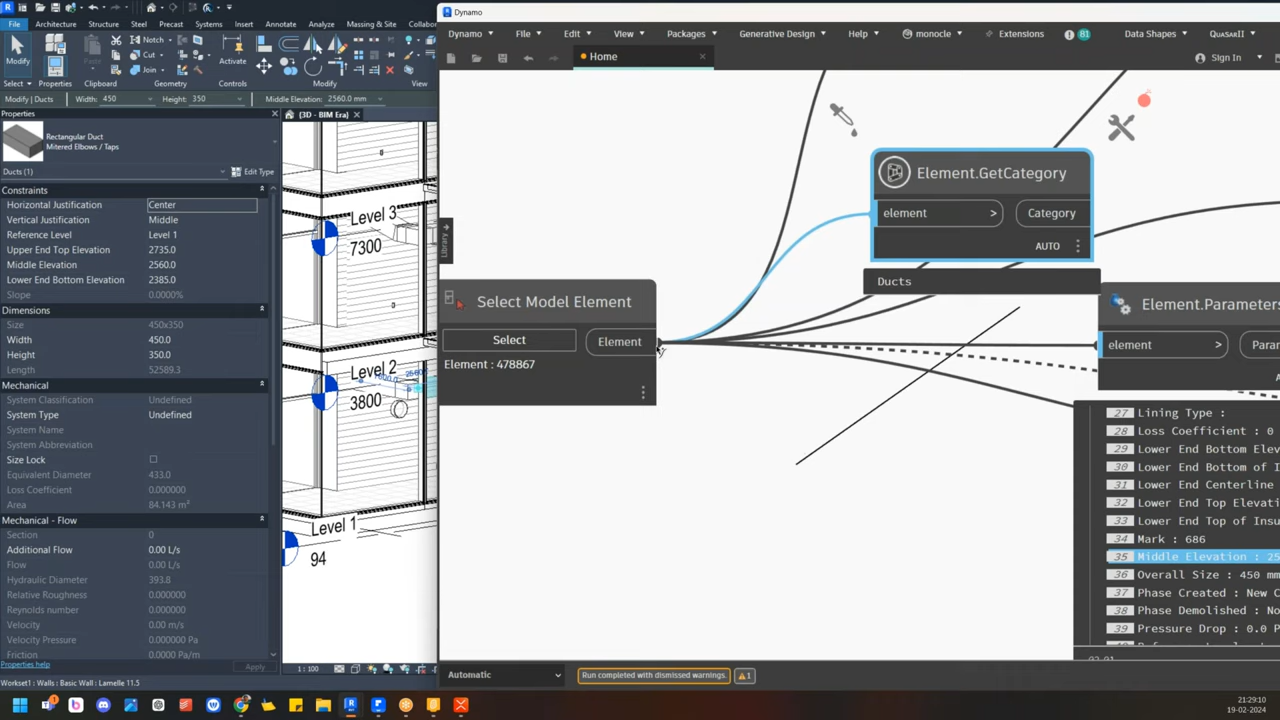 Dynamo
File Architecture Structure Steel Precast Systems Insert Annotate Analyze Massing & Site
Dynamo File Edit View Packages Generative Design Help monocle Extensions 81 Data Shapes QUASARII
Home Sign In
Modify
Properties
Paste
Notch
Cut
Join
Activate
Select Properties Clipboard Geometry Controls Modify View
Modify | Ducts Width: 450 Height: 350 Middle Elevation: 2560.0 mm
Properties
(3D - BIM Era)
Rectangular Duct
Mitered Elbows / Taps
Ducts (1) Edit Type
Constraints
Horizontal Justification Center
Vertical Justification Middle
Reference Level Level 1
Upper End Top Elevation 2735.0
Middle Elevation 2560.0
Lower End Bottom Elevation 2385.0
Slope 0.0000%
Dimensions
Size 450x350
Width 450.0
Height 350.0
Length 52589.3
Mechanical
System Classification Undefined
System Type Undefined
System Name
System Abbreviation
Size Lock
Equivalent Diameter 433.0
Loss Coefficient 0.000000
Area 84.143 m²
Mechanical - Flow
Section 0
Additional Flow 0.00 L/s
Flow 0.00 L/s
Hydraulic Diameter 393.8
Relative Roughness 0.000000
Reynolds number 0.000000
Velocity 0.00 m/s
Velocity Pressure 0.00 Pa
Friction 0.0000 Pa/m
Properties help Apply
Workset1 : Walls : Basic Wall : Lamelle 11.5
Level 3
7300
Level 2
3800
Level 1
94
1 : 100
Library
Select Model Element
Select Element
Element : 478867
Element.GetCategory
element > Category
AUTO
Ducts
Element.Parameter
element > Param
27 Lining Type :
28 Loss Coefficient : 0
29 Lower End Bottom Elev
30 Lower End Bottom of I
31 Lower End Centerline
32 Lower End Top Elevati
33 Lower End Top of Insu
34 Mark : 686
35 Middle Elevation : 25
36 Overall Size : 450 mm
37 Phase Created : New C
38 Phase Demolished : No
39 Pressure Drop : 0.0 P
Automatic Run completed with dismissed warnings. 1
21:29:10
19-02-2024